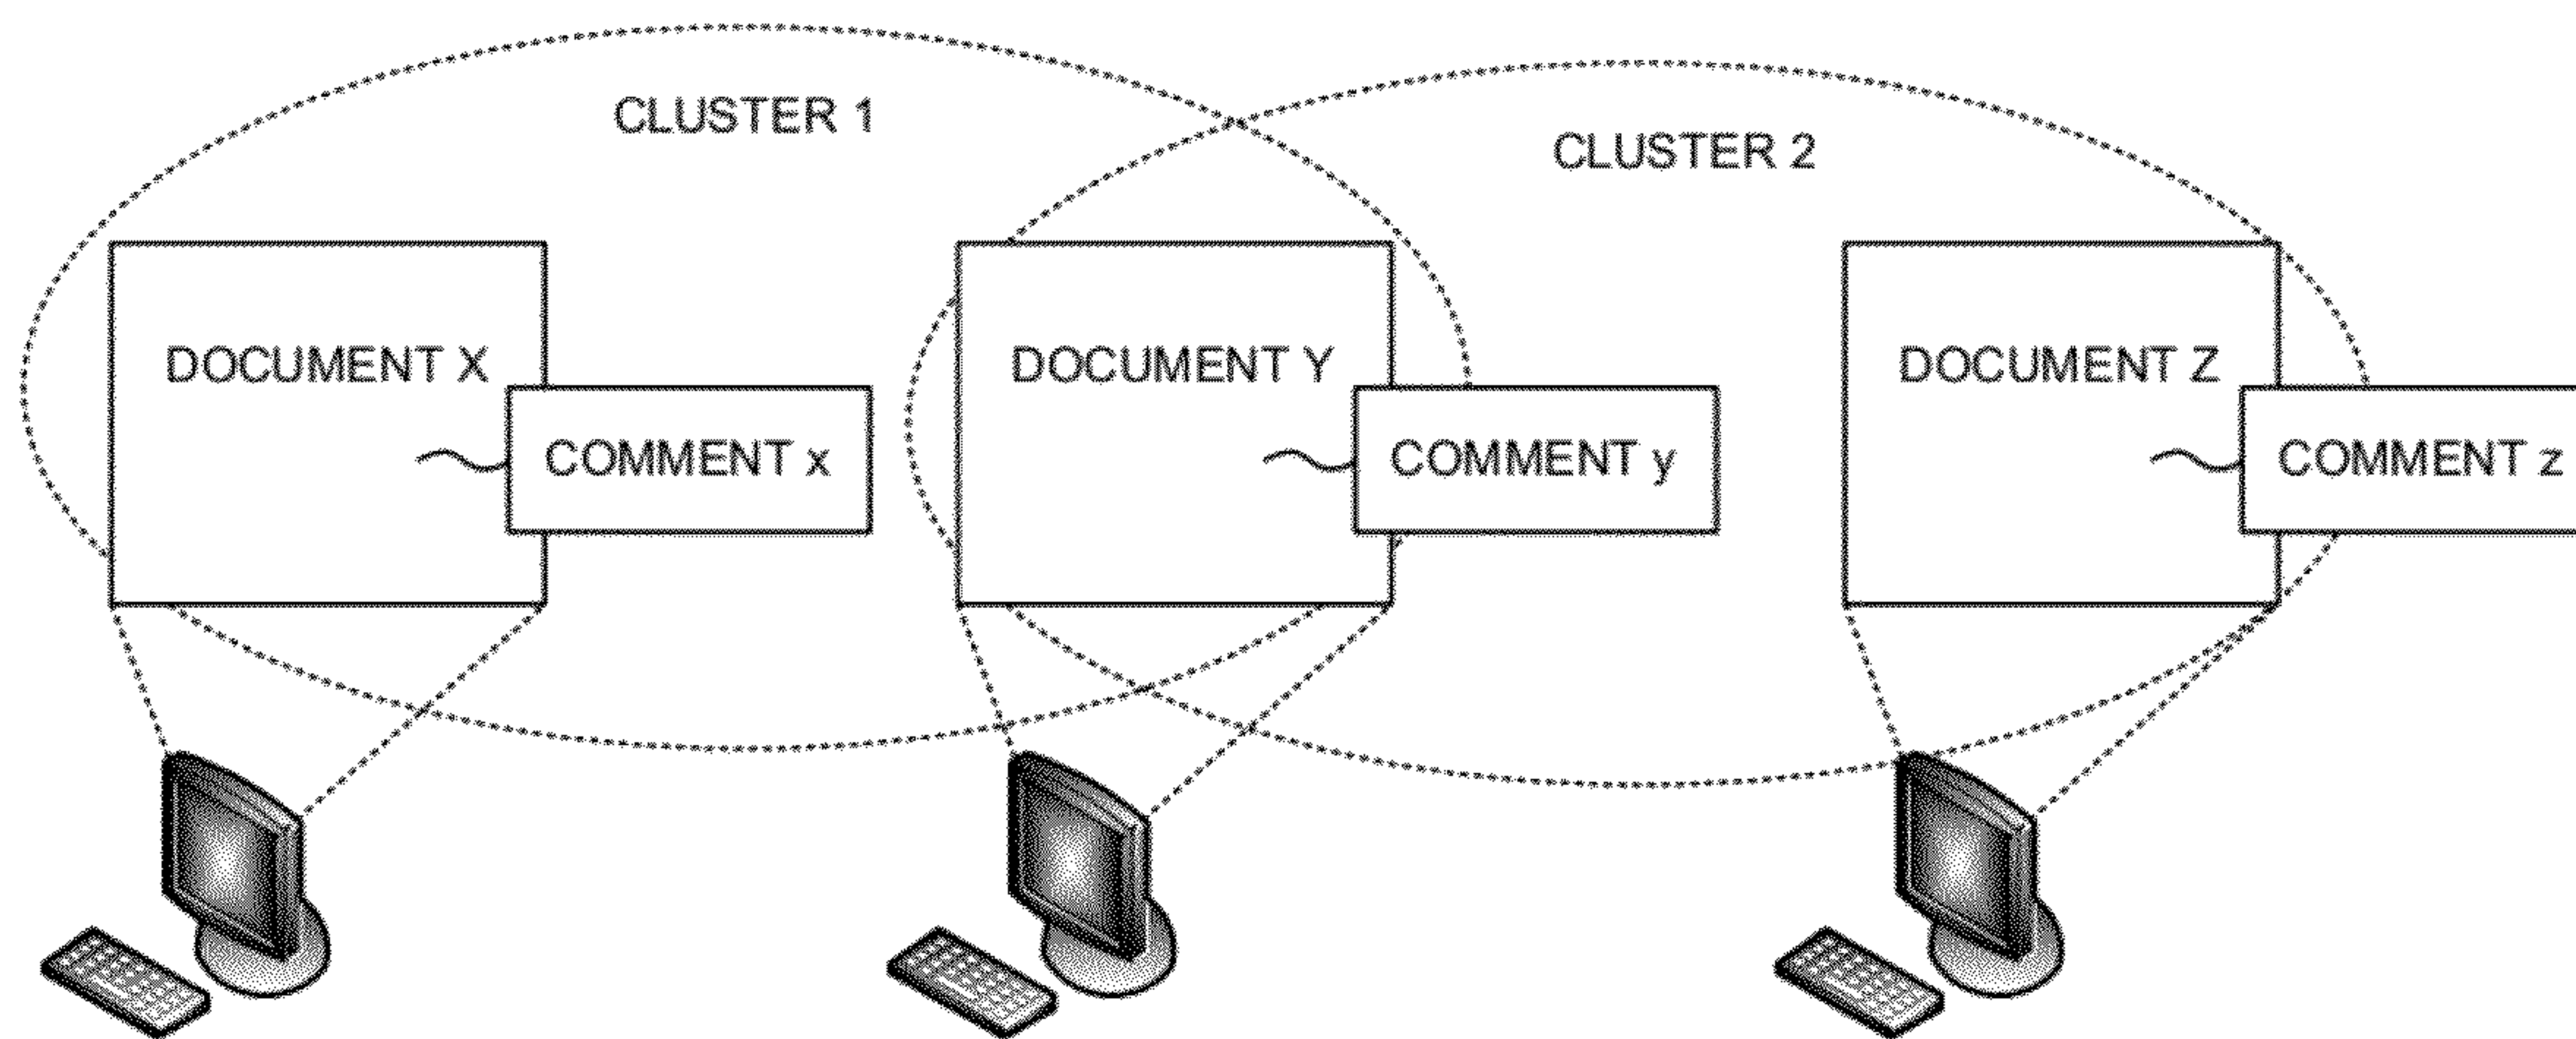 CLUSTER 1
CLUSTER 2
DOCUMENT X
DOCUMENT Y
DOCUMENT Z
COMMENT x
COMMENT y
COMMENT z